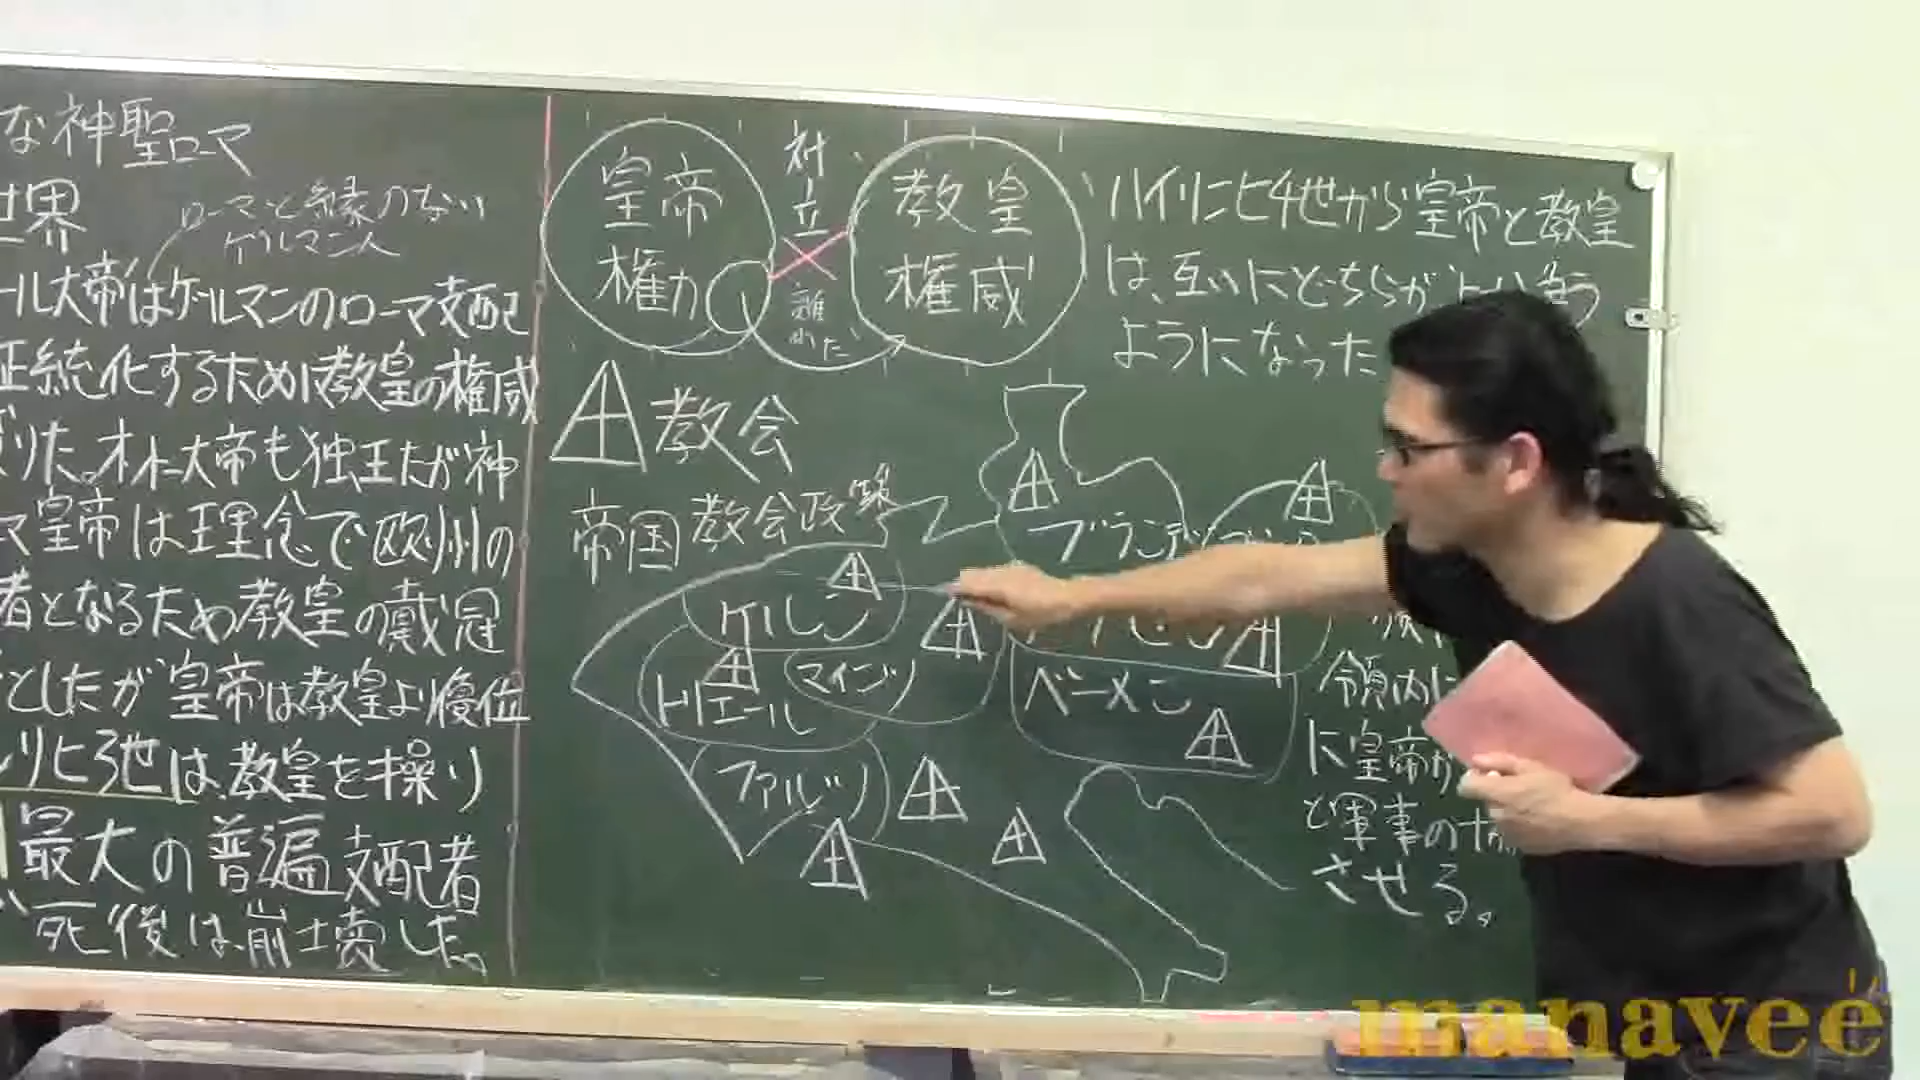 な神聖ローマ
世界
ローマと縁のない
ゲルマン人
ール大帝はゲルマンのローマ支配
正統化するために教皇の権威
りた。オットー大帝も独王だが神
マ皇帝は理念で欧州の
者となるため教皇の戴冠
としたが皇帝は教皇より優位
ンリヒ3世は教皇を操り
最大の普遍支配者
死後は崩壊した。
皇帝
権力
対立
離れた
教皇
権威
ハインリヒ4世から皇帝と教皇
は、互いにどちらが上か争う
ようになった
教会
帝国教会政策
ブランデンブルク
ケルン
トリエール
マインツ
ザクセン
ベーメン
ファルツ
領内に
に皇帝が
と軍事の
させる。
manavee